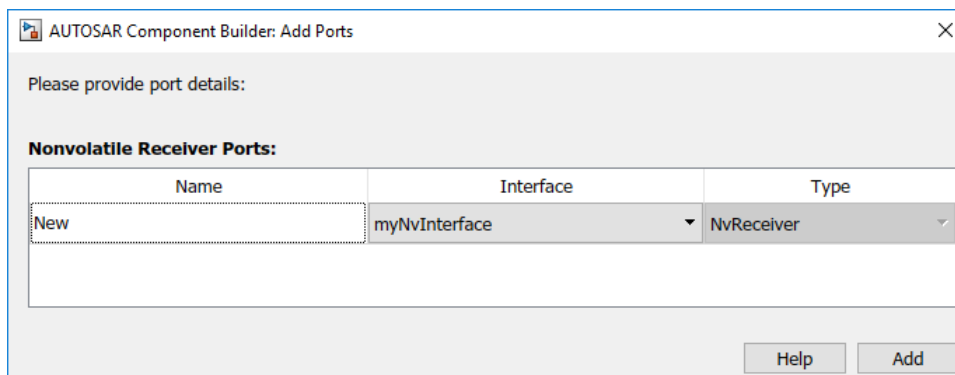 AUTOSAR Component Builder: Add Ports
Please provide port details:
Nonvolatile Receiver Ports:
Name Interface Type
New myNvInterface NvReceiver
Help Add